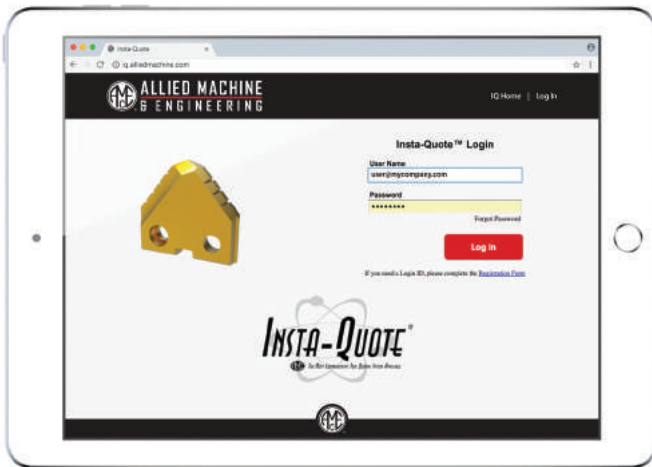 Insta-Quote
iq.alliedmachine.com
ALLIED MACHINE
& ENGINEERING
IQ Home | Log In
Insta-Quote™ Login
User Name
user@mycompany.com
Password
••••••••
Forgot Password
Log In
If you need a Login ID, please complete the Registration Form
INSTA-QUOTE®